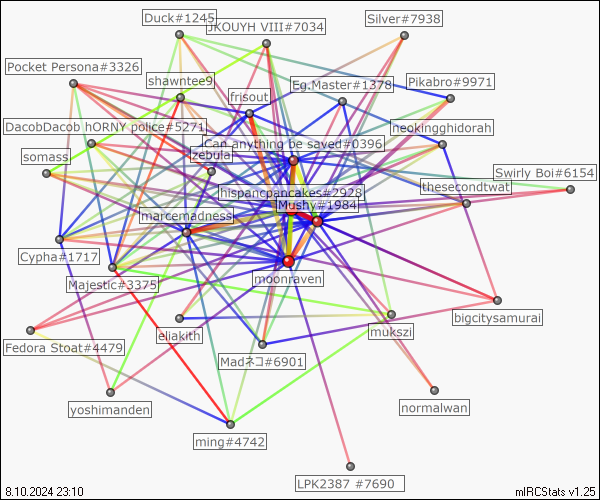 Duck#1245
JKOUYH VIII#7034
Silver#7938
Pocket Persona#3326
shawntee9
Eg.Master#1378
Pikabro#9971
frisout
DacobDacob hORNY police#5271
neokingghidorah
Can anything be sayed#0396
somass
zebula
Swirly Boi#6154
hispanopancakes#2928
thesecondtwat
Mushy#1984
marcemadness
Cypha#1717
Majestic#3375
moonraven
bigcitysamurai
eliakith
mukszi
Fedora Stoat#4479
Madネコ#6901
yoshimanden
normalwan
ming#4742
LPK2387 #7690
8.10.2024 23:10
mIRCStats v1.25